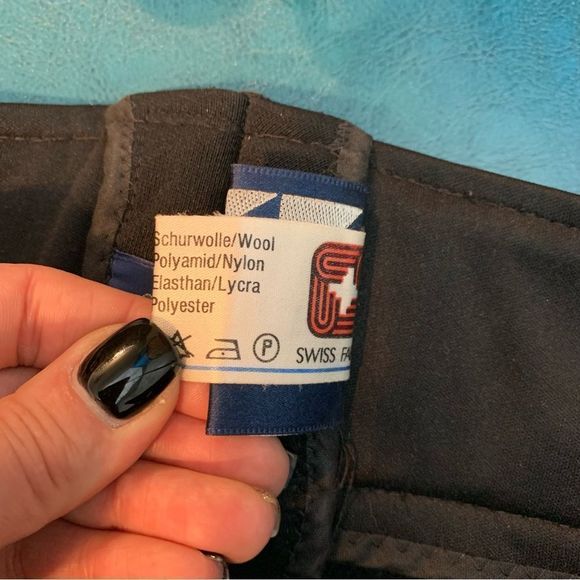 Schurwolle/Wool
Polyamid/Nylon
Elasthan/Lycra
Polyester
P
SWISS